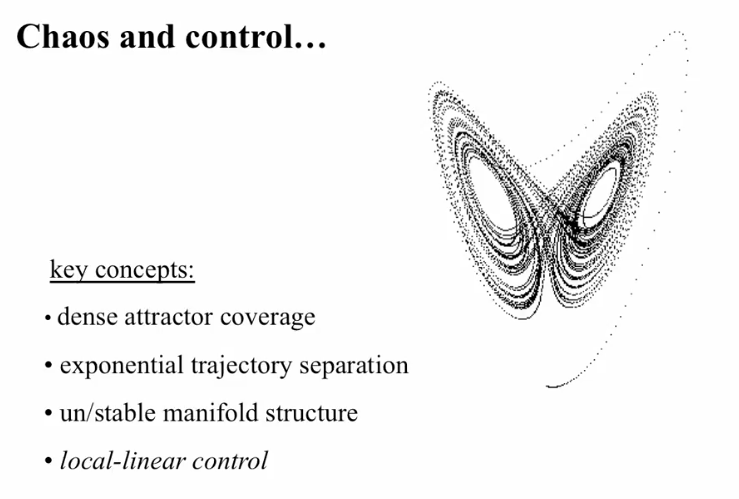 Chaos and control…
key concepts:
• dense attractor coverage
• exponential trajectory separation
• un/stable manifold structure
• local-linear control